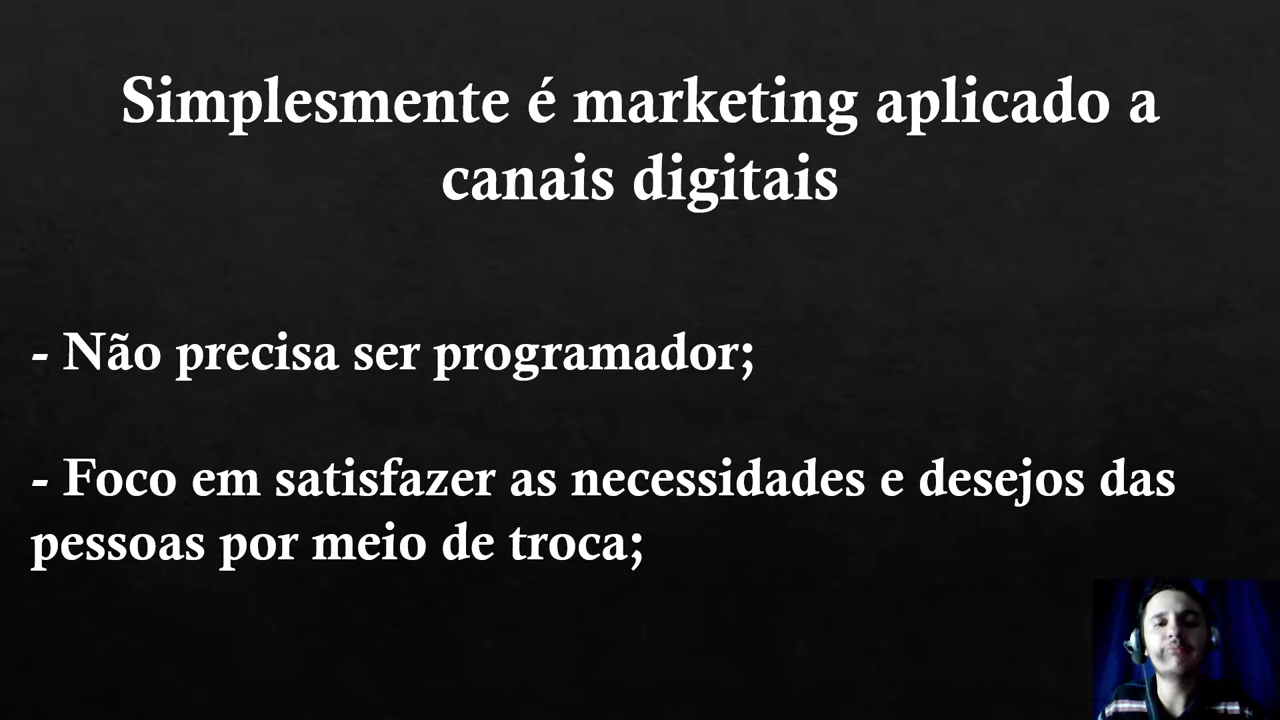 Simplesmente é marketing aplicado a
canais digitais
- Não precisa ser programador;
- Foco em satisfazer as necessidades e desejos das
pessoas por meio de troca;